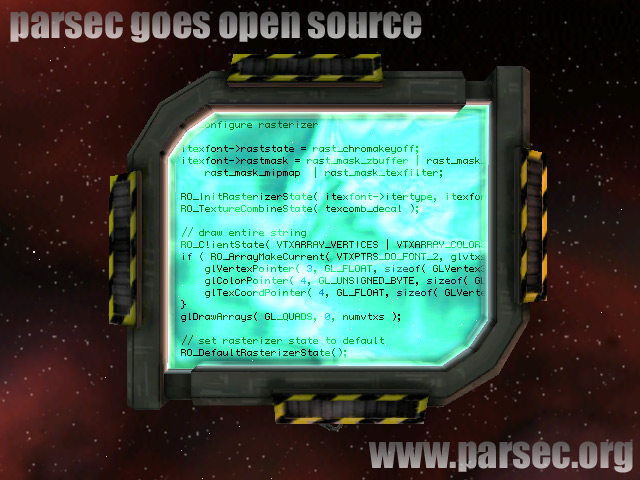 parsec goes open source
configure rasterizer
itexfont->raststate = rast_chromakeyoff;
itexfont->rastmask = rast_mask_zbuffer | rast_mask_
rast_mask_mipmap | rast_mask_texfilter;
RO_InitRasterizerState( itexfont->itertype, itexfon
RO_TextureCombineState( texcomb_decal );
// draw entire string
RO_ClientState( VTXARRAY_VERTICES | VTXARRAY_COLOR
if ( RO_ArrayMakeCurrent( VTXPTRS_DO_FONT_2, glvtx
glVertexPointer( 3, GL_FLOAT, sizeof( GLVertex
glColorPointer( 4, GL_UNSIGNED_BYTE, sizeof( G
glTexCoordPointer( 4, GL_FLOAT, sizeof( GLVert
}
glDrawArrays( GL_QUADS, 0, numvtxs );
// set rasterizer state to default
RO_DefaultRasterizerState();
www.parsec.org